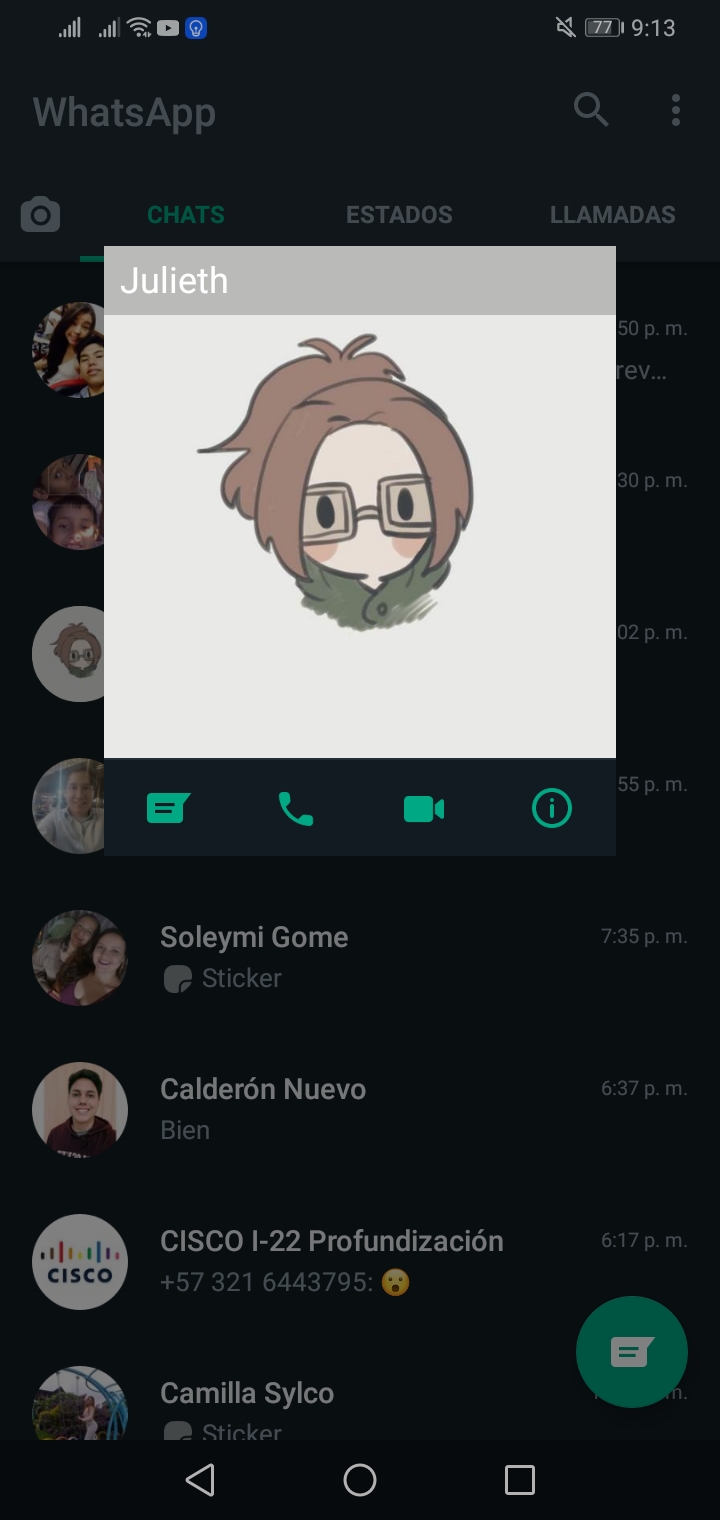 77 9:13
WhatsApp
CHATS ESTADOS LLAMADAS
Julieth
50 p. m.
rev...
30 p. m.
02 p. m.
55 p. m.
Soleymi Gome 7:35 p. m.
Sticker
Calderón Nuevo 6:37 p. m.
Bien
CISCO I-22 Profundización 6:17 p. m.
CISCO
+57 321 6443795: 😮
Camilla Sylco m.
Sticker